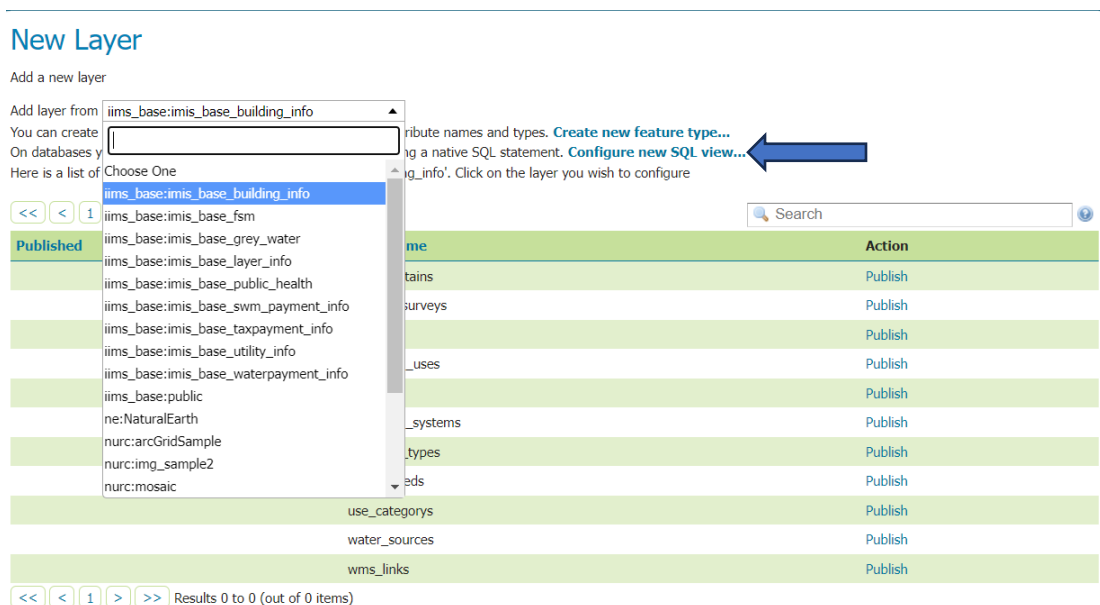 New Layer
Add a new layer
Add layer from iims_base:imis_base_building_info
You can create ribute names and types. Create new feature type...
On databases y ng a native SQL statement. Configure new SQL view...
Here is a list of g_info'. Click on the layer you wish to configure
Choose One
iims_base:imis_base_building_info
iims_base:imis_base_fsm
iims_base:imis_base_grey_water
iims_base:imis_base_layer_info
iims_base:imis_base_public_health
iims_base:imis_base_swm_payment_info
iims_base:imis_base_taxpayment_info
iims_base:imis_base_utility_info
iims_base:imis_base_waterpayment_info
iims_base:public
ne:NaturalEarth
nurc:arcGridSample
nurc:img_sample2
nurc:mosaic
<< < 1 Search
Published me Action
tains Publish
surveys Publish
Publish
_uses Publish
Publish
_systems Publish
_types Publish
eds Publish
use_categorys Publish
water_sources Publish
wms_links Publish
<< < 1 > >> Results 0 to 0 (out of 0 items)